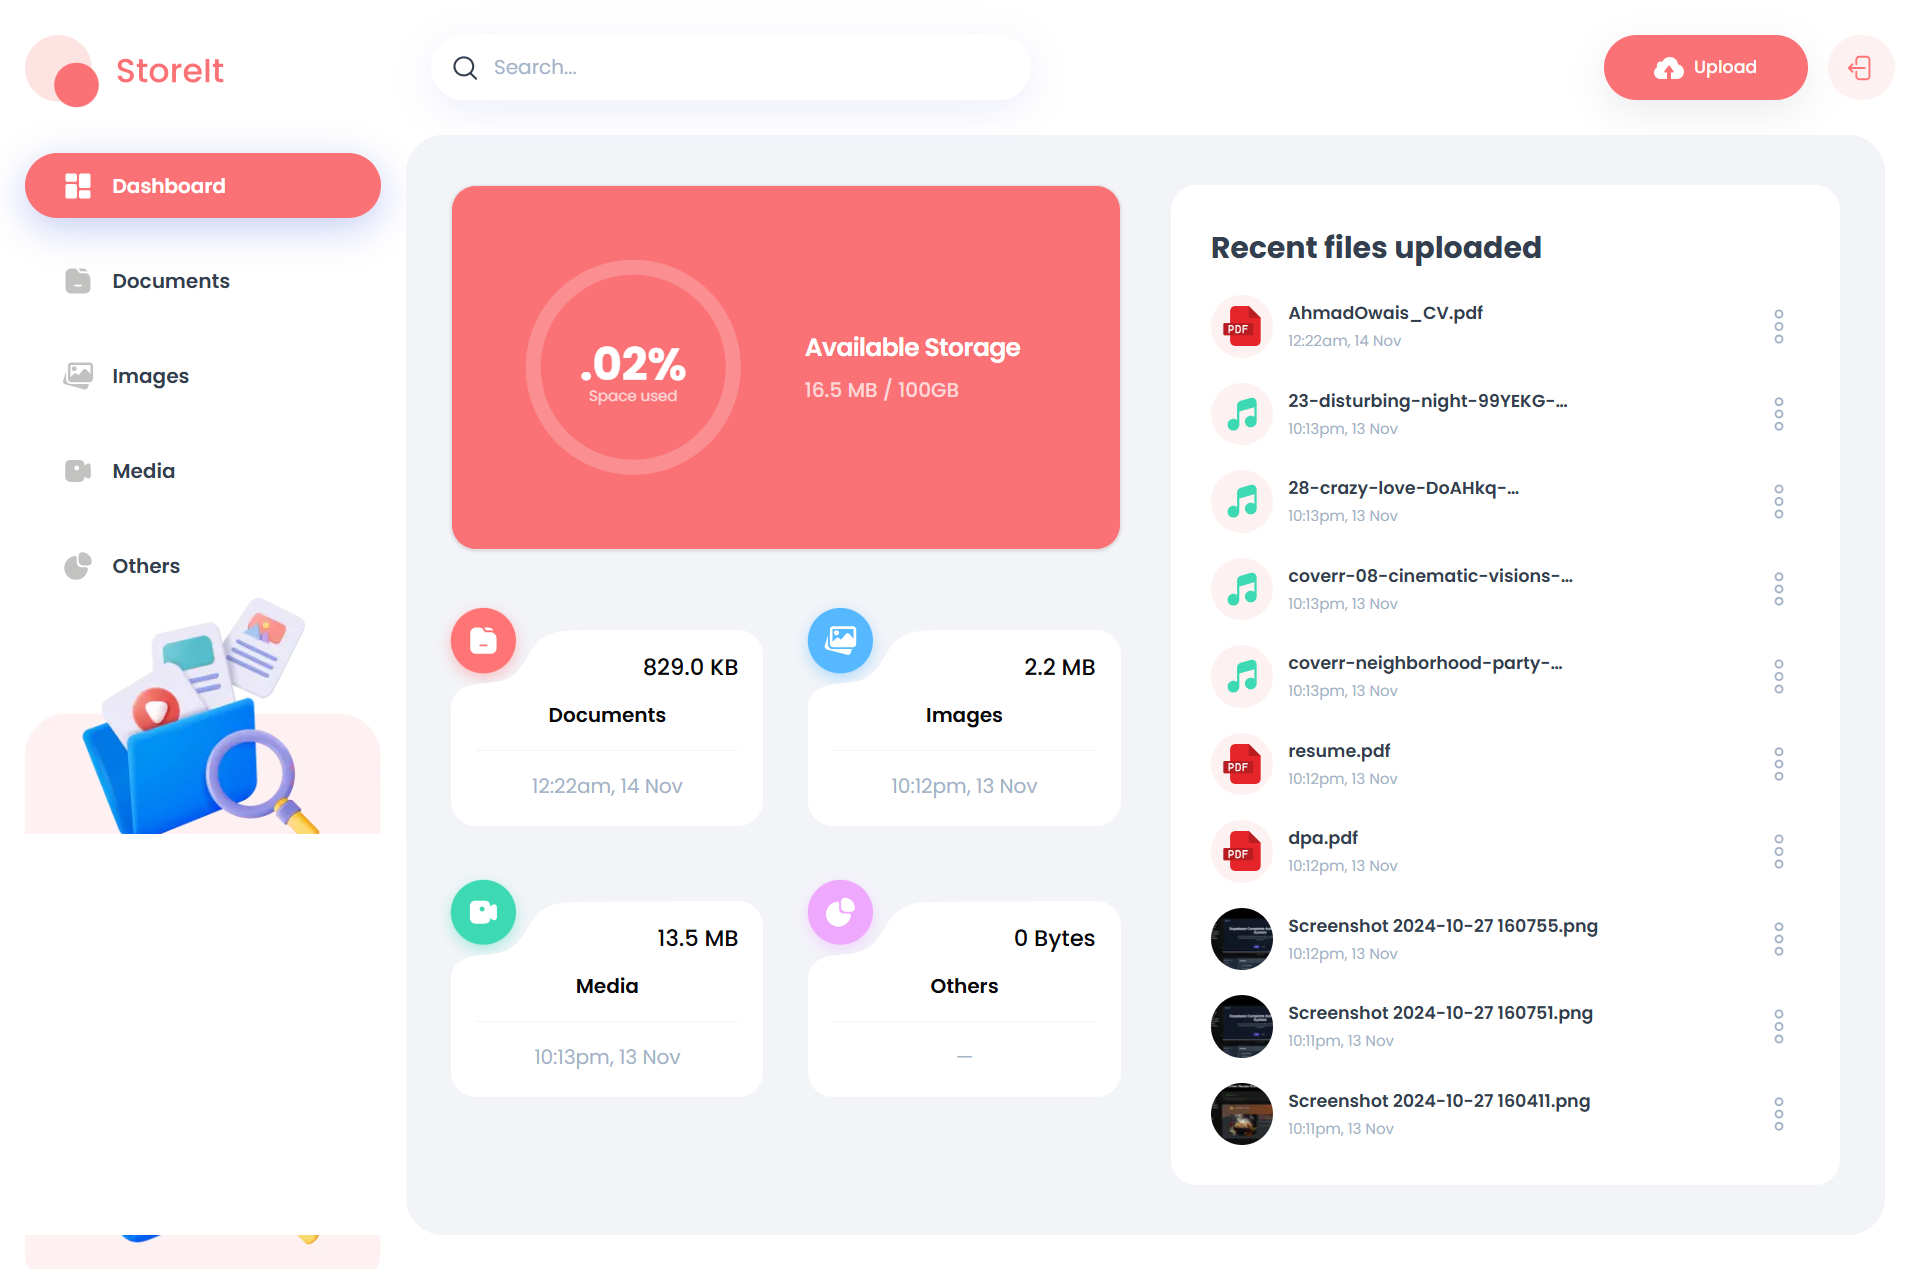 StoreIt
Search...
Upload
Dashboard
Documents
Images
Media
Others
.02%
Space used
Available Storage
16.5 MB / 100GB
829.0 KB
Documents
12:22am, 14 Nov
2.2 MB
Images
10:12pm, 13 Nov
13.5 MB
Media
10:13pm, 13 Nov
0 Bytes
Others
—
Recent files uploaded
PDF
AhmadOwais_CV.pdf
12:22am, 14 Nov
23-disturbing-night-99YEKG-...
10:13pm, 13 Nov
28-crazy-love-DoAHkq-...
10:13pm, 13 Nov
coverr-08-cinematic-visions-...
10:13pm, 13 Nov
coverr-neighborhood-party-...
10:13pm, 13 Nov
PDF
resume.pdf
10:12pm, 13 Nov
PDF
dpa.pdf
10:12pm, 13 Nov
Screenshot 2024-10-27 160755.png
10:12pm, 13 Nov
Screenshot 2024-10-27 160751.png
10:11pm, 13 Nov
Screenshot 2024-10-27 160411.png
10:11pm, 13 Nov